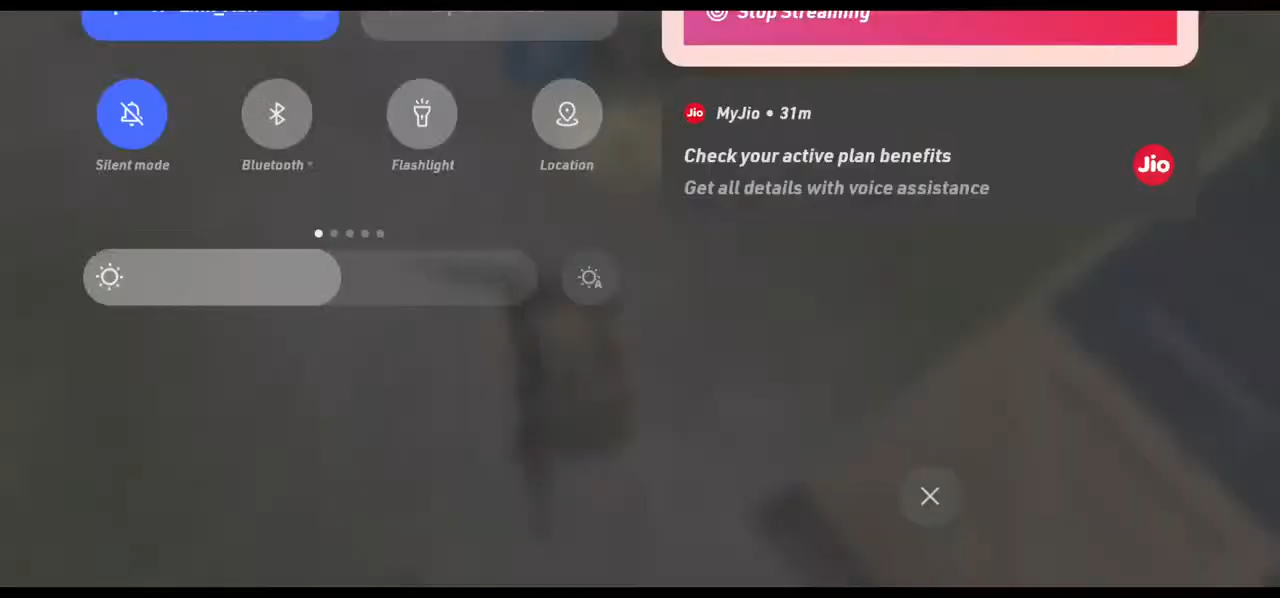 Stop Streaming
Silent mode
Bluetooth
Flashlight
Location
Jio MyJio • 31m
Check your active plan benefits
Get all details with voice assistance
Jio
A